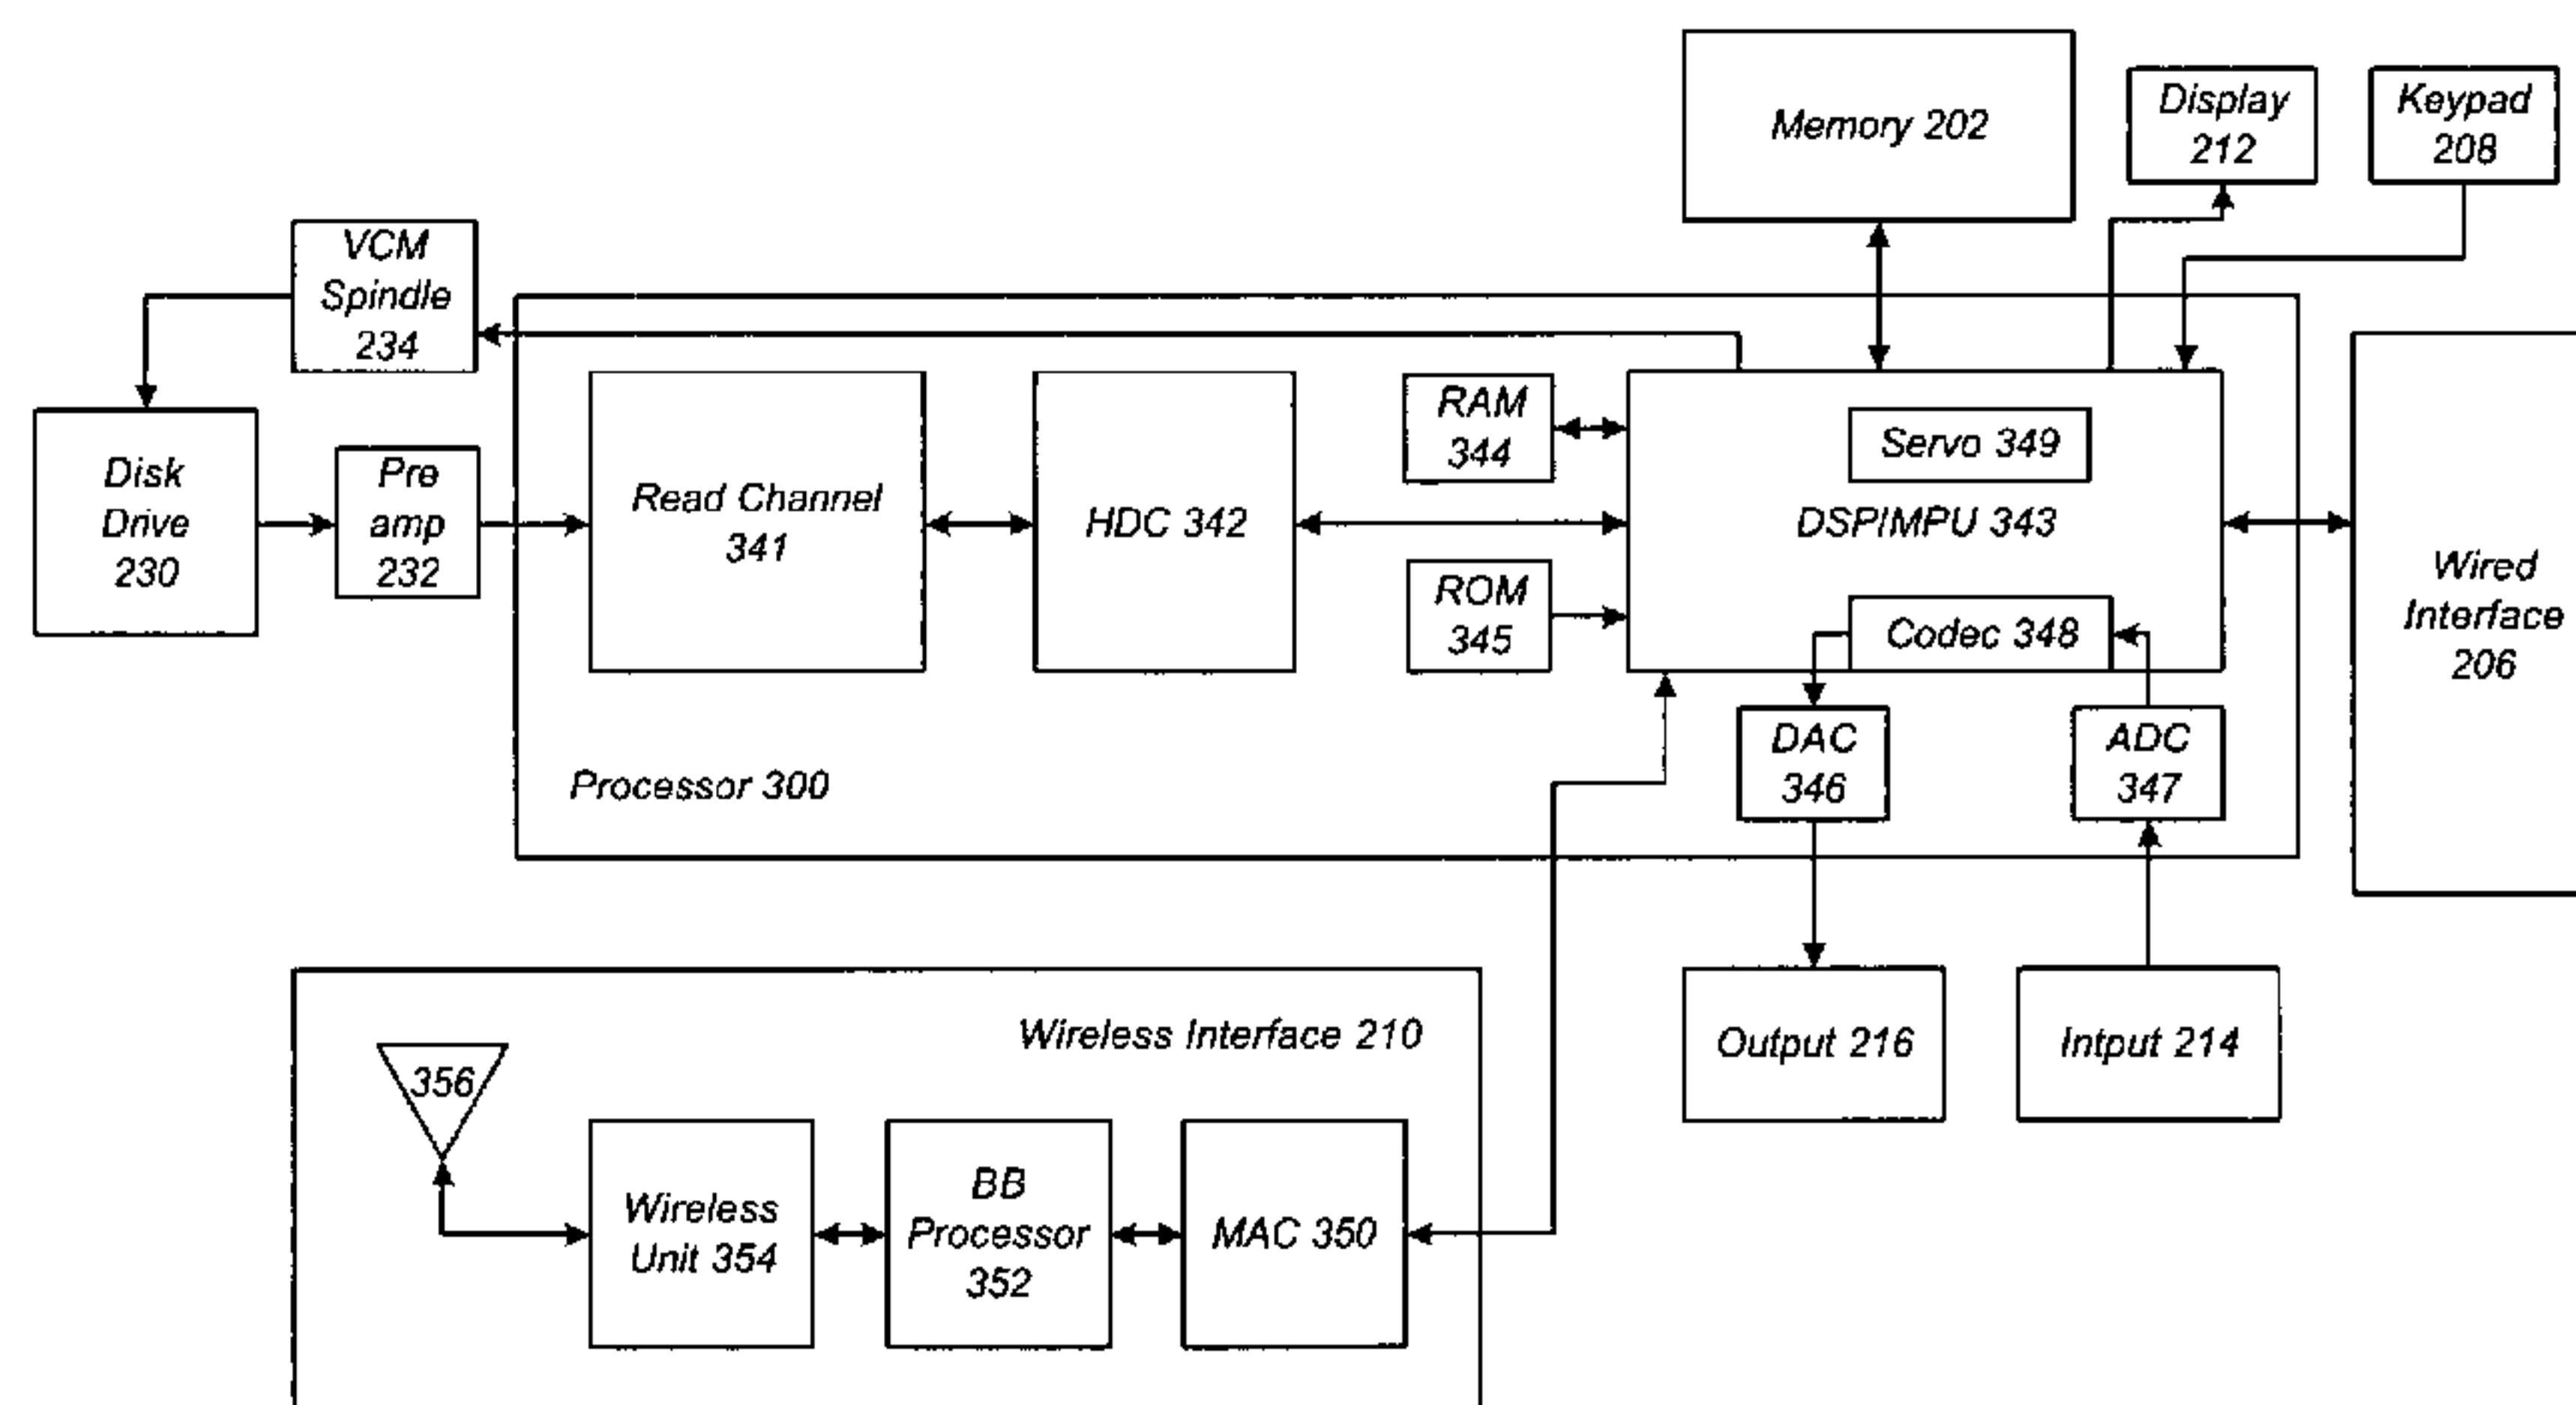 Memory 202
Display
212
Keypad
208
VCM
Spindle
234
Disk
Drive
230
Pre
amp
232
Read Channel
341
HDC 342
RAM
344
ROM
345
Servo 349
DSP/MPU 343
Codec 348
DAC
346
ADC
347
Wired
Interface
206
Processor 300
Output 216
Intput 214
Wireless Interface 210
356
Wireless
Unit 354
BB
Processor
352
MAC 350